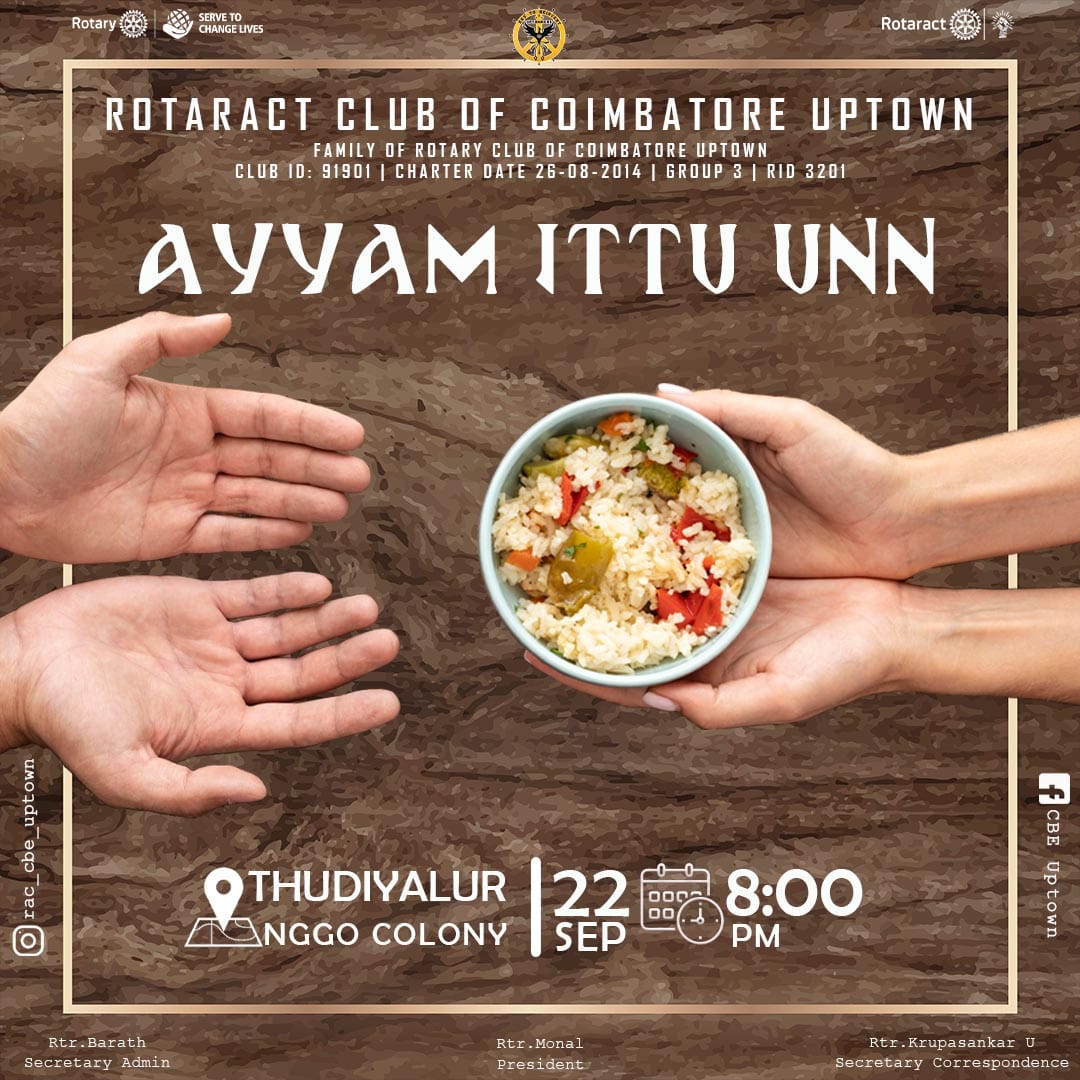 Rotary
SERVE TO
CHANGE LIVES
Rotaract
ROTARACT CLUB OF COIMBATORE UPTOWN
FAMILY OF ROTARY CLUB OF COIMBATORE UPTOWN
CLUB ID: 91901 | CHARTER DATE 26-08-2014 | GROUP 3 | RID 3201
AYYAM ITTU UNN
rac_cbe_uptown
CBE Uptown
THUDIYALUR
NGGO COLONY
22
SEP
8:00
PM
Rtr.Barath
Secretary Admin
Rtr.Monal
President
Rtr.Krupasankar U
Secretary Correspondence